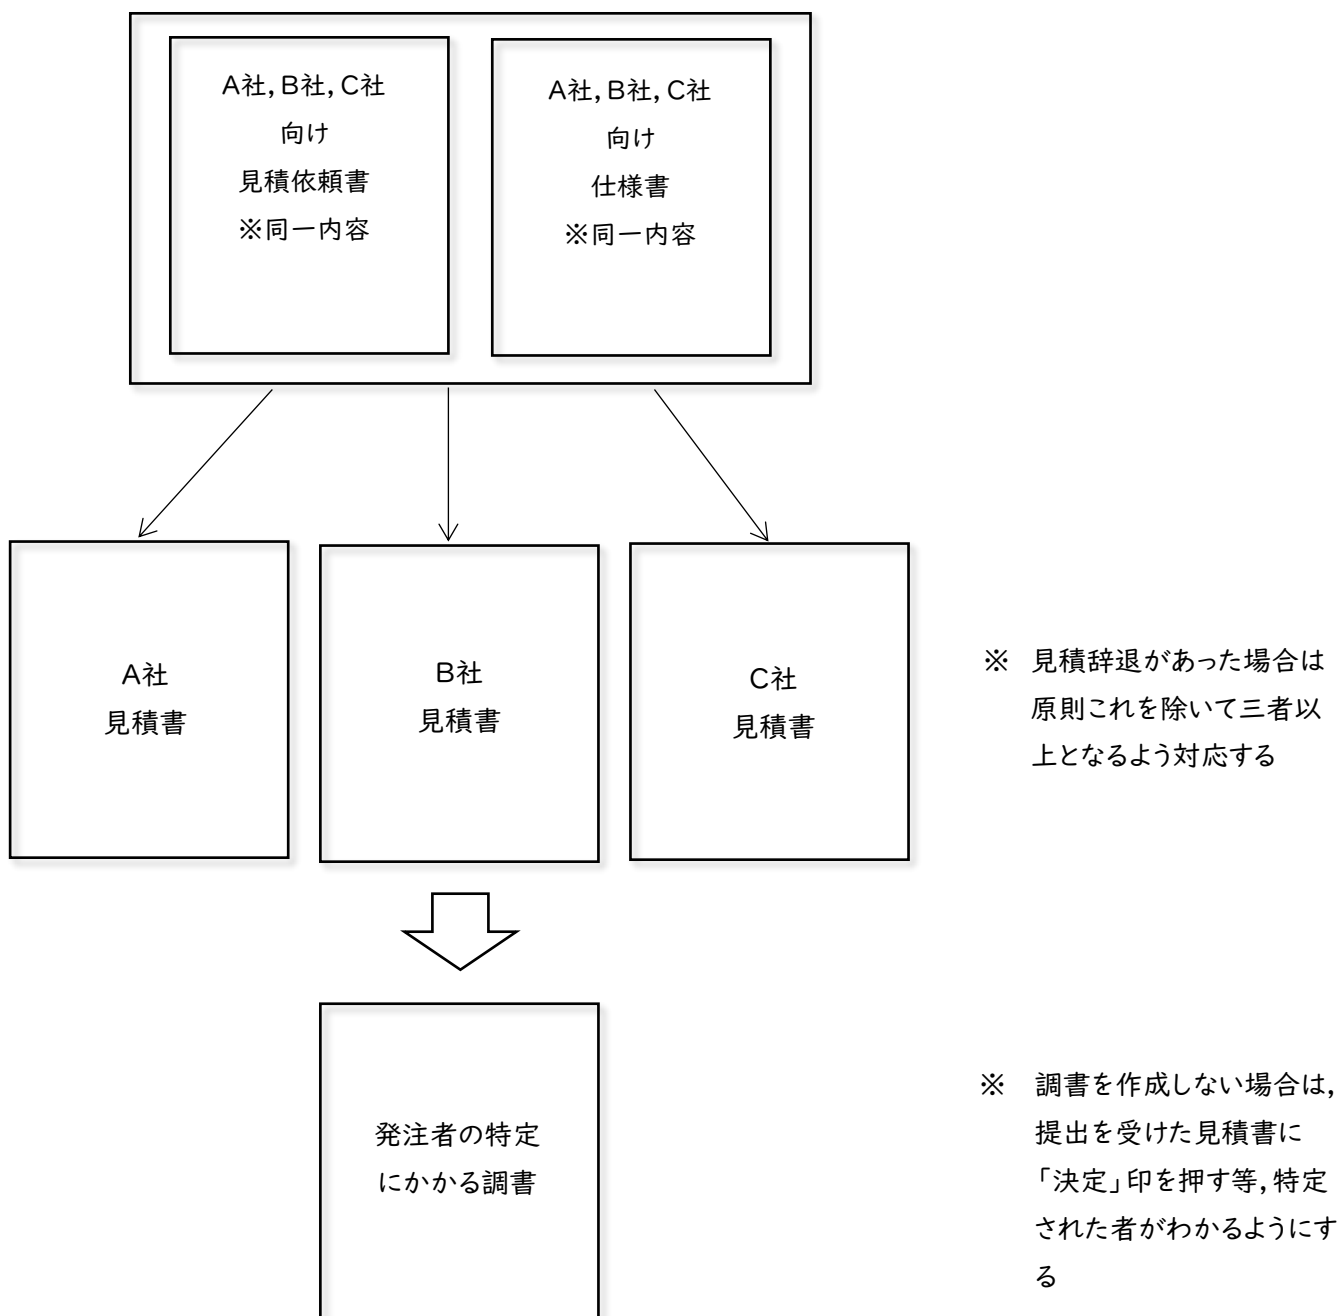 A社，B社，C社
向け
見積依頼書
※同一内容
A社，B社，C社
向け
仕様書
※同一内容
A社
見積書
B社
見積書
C社
見積書
※　見積辞退があった場合は
原則これを除いて三者以
上となるよう対応する
発注者の特定
にかかる調書
※　調書を作成しない場合は，
提出を受けた見積書に
「決定」印を押す等，特定
された者がわかるようにす
る